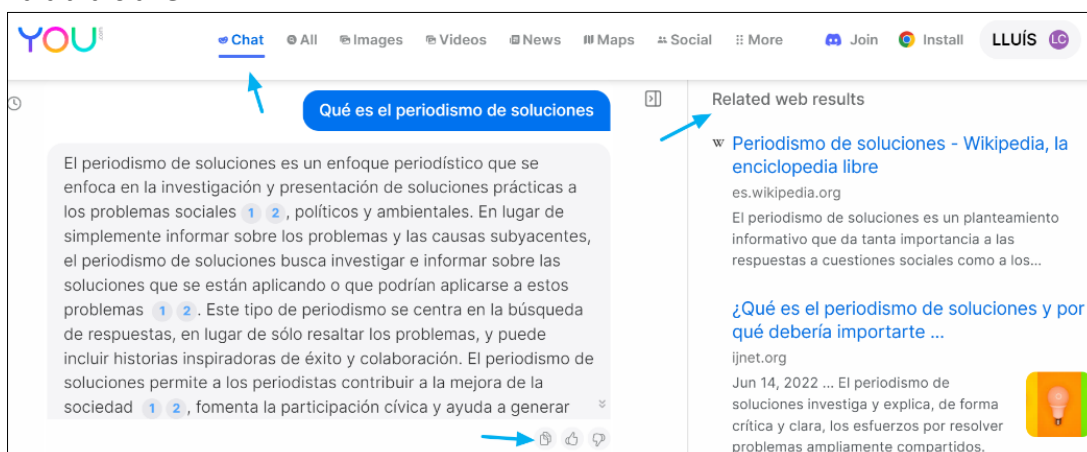 YOU.com
Chat All Images Videos News Maps Social More Join Install LLUÍS LC
Qué es el periodismo de soluciones
El periodismo de soluciones es un enfoque periodístico que se
enfoca en la investigación y presentación de soluciones prácticas a
los problemas sociales 1 2 , políticos y ambientales. En lugar de
simplemente informar sobre los problemas y las causas subyacentes,
el periodismo de soluciones busca investigar e informar sobre las
soluciones que se están aplicando o que podrían aplicarse a estos
problemas 1 2 . Este tipo de periodismo se centra en la búsqueda
de respuestas, en lugar de sólo resaltar los problemas, y puede
incluir historias inspiradoras de éxito y colaboración. El periodismo de
soluciones permite a los periodistas contribuir a la mejora de la
sociedad 1 2 , fomenta la participación cívica y ayuda a generar
Related web results
W Periodismo de soluciones - Wikipedia, la
enciclopedia libre
es.wikipedia.org
El periodismo de soluciones es un planteamiento
informativo que da tanta importancia a las
respuestas a cuestiones sociales como a los...
¿Qué es el periodismo de soluciones y por
qué debería importarte ...
ijnet.org
Jun 14, 2022 ... El periodismo de
soluciones investiga y explica, de forma
crítica y clara, los esfuerzos por resolver
problemas ampliamente compartidos.